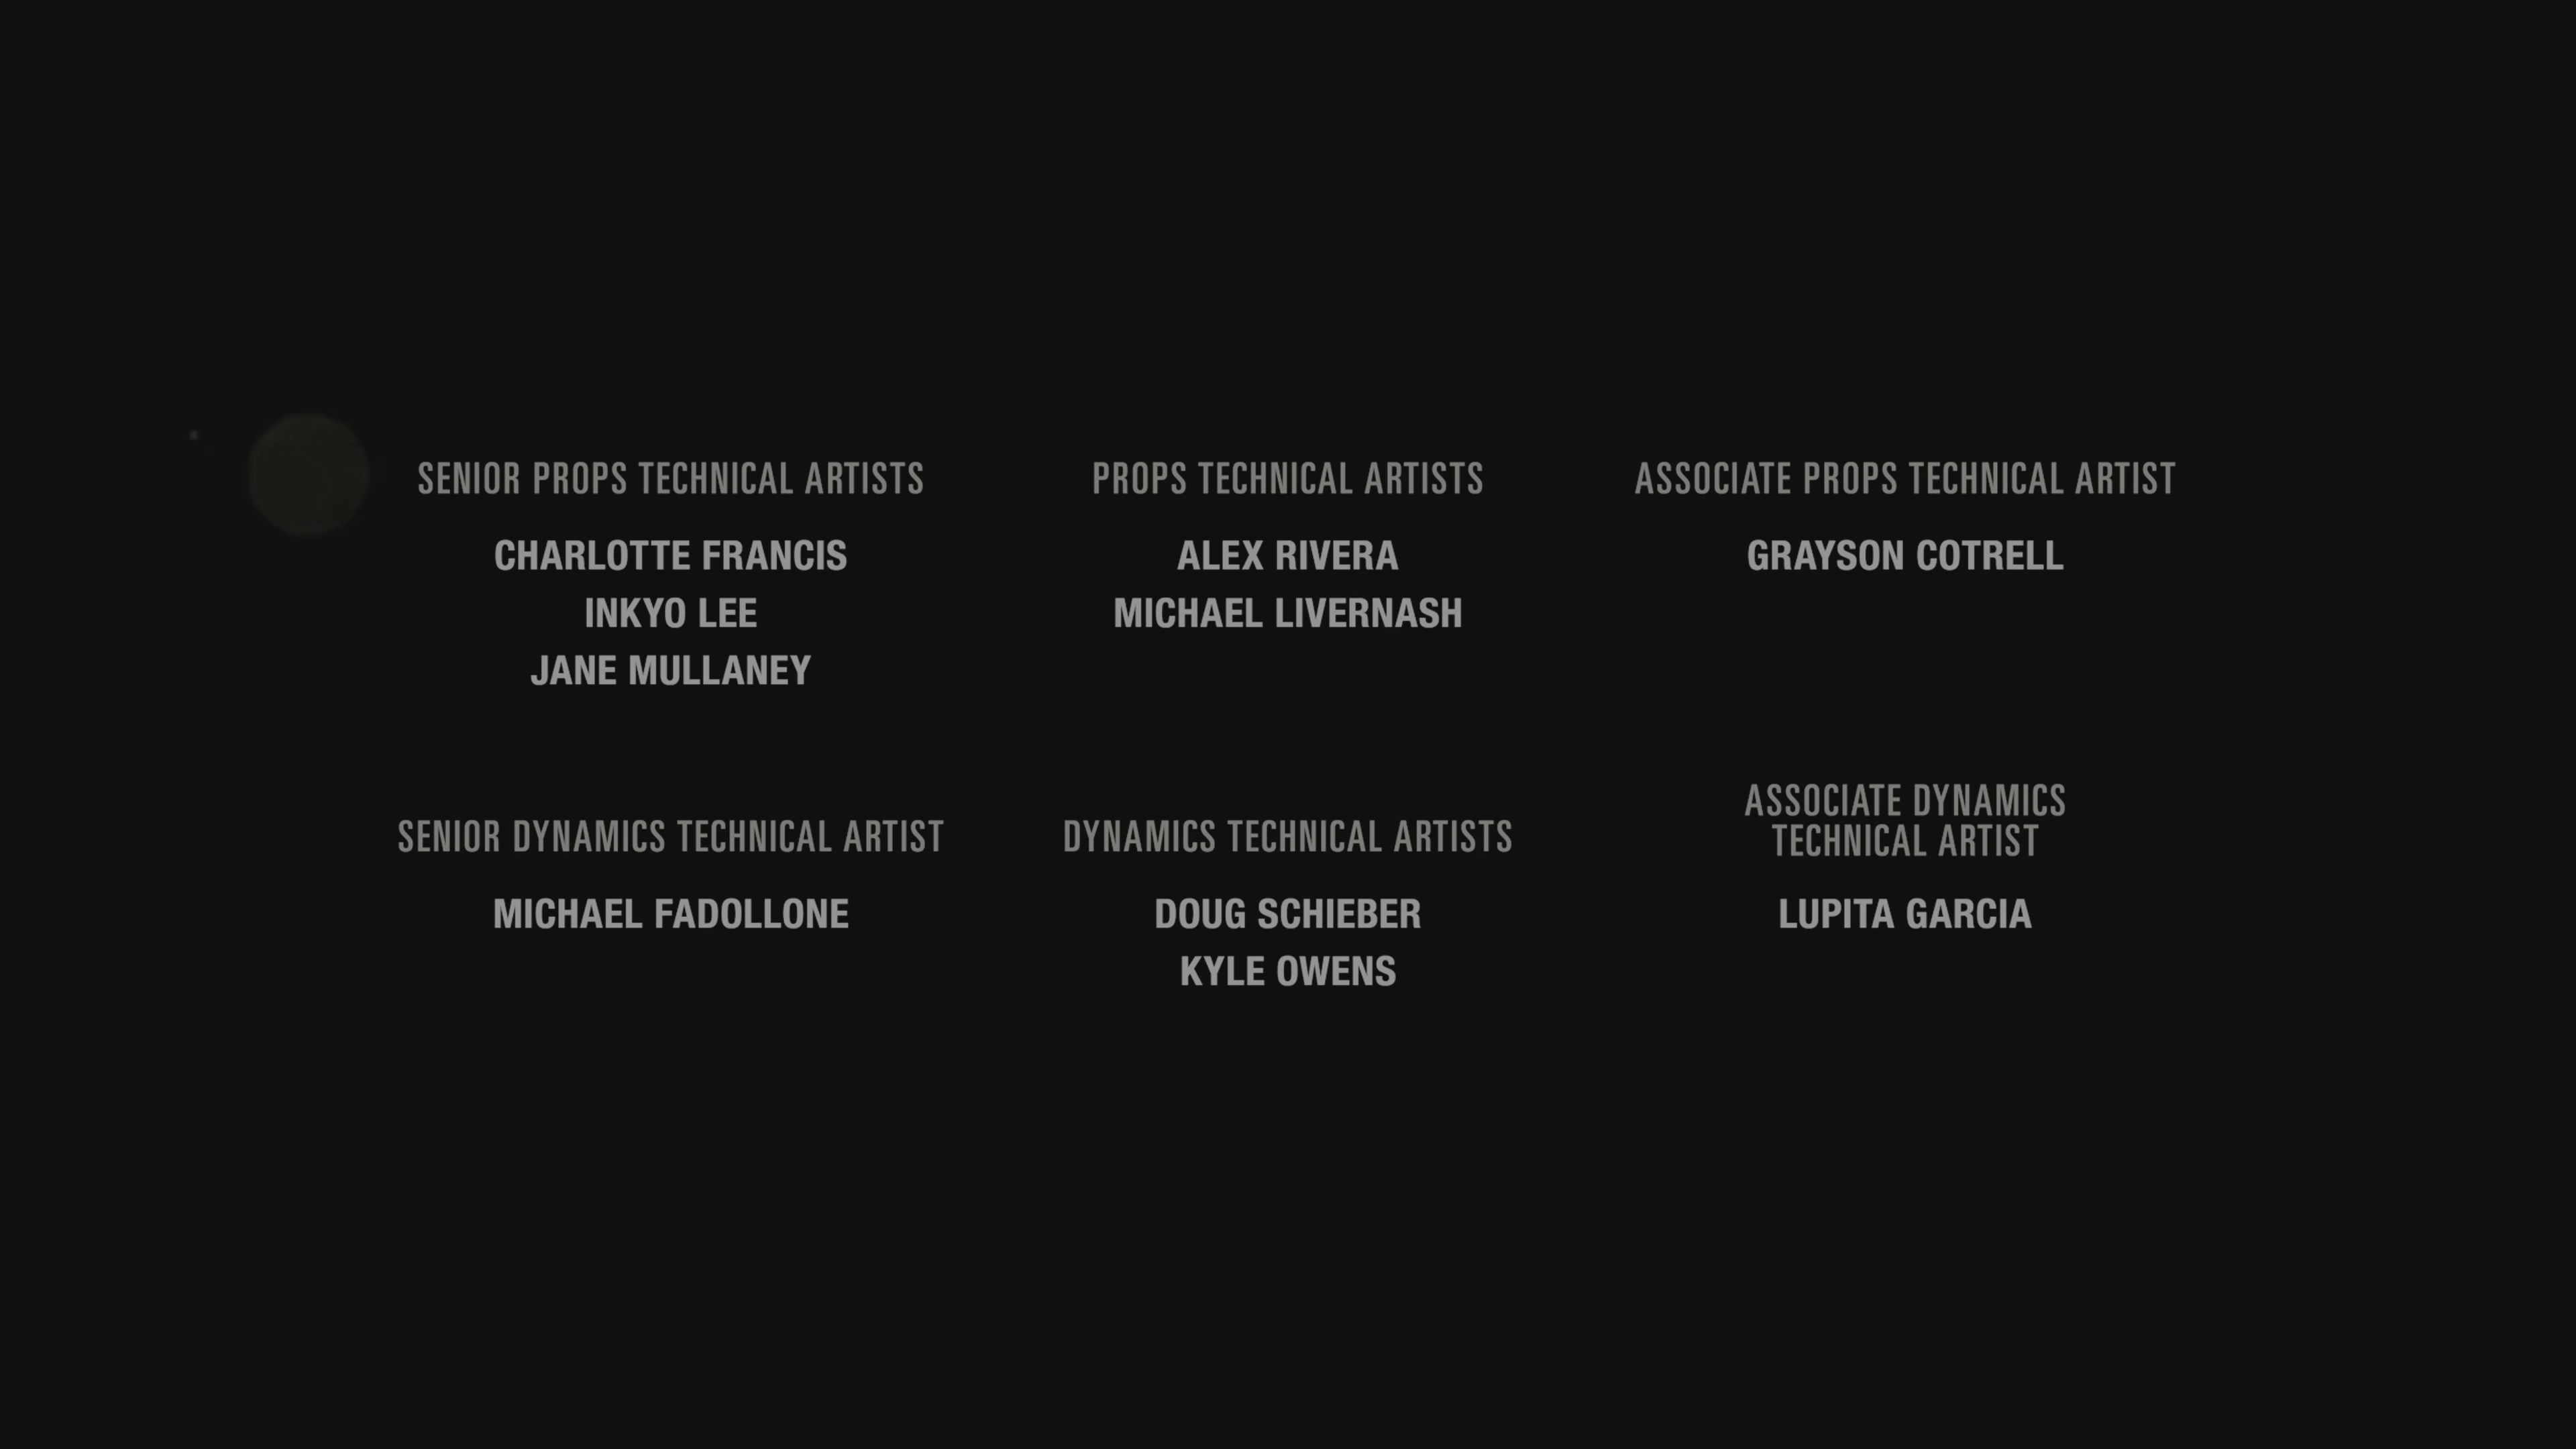 SENIOR PROPS TECHNICAL ARTISTS
CHARLOTTE FRANCIS
INKYO LEE
JANE MULLANEY
PROPS TECHNICAL ARTISTS
ALEX RIVERA
MICHAEL LIVERNASH
ASSOCIATE PROPS TECHNICAL ARTIST
GRAYSON COTRELL
SENIOR DYNAMICS TECHNICAL ARTIST
MICHAEL FADOLLONE
DYNAMICS TECHNICAL ARTISTS
DOUG SCHIEBER
KYLE OWENS
ASSOCIATE DYNAMICS
TECHNICAL ARTIST
LUPITA GARCIA